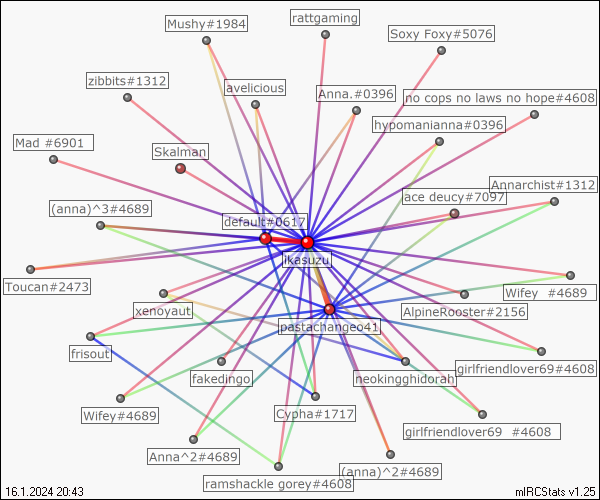 Mushy#1984
rattgaming
Soxy Foxy#5076
zibbits#1312
avelicious
Anna.#0396
no cops no laws no hope#4608
hypomanianna#0396
Mad #6901
Skalman
ace deucy#7097
Annarchist#1312
(anna)^3#4689
default#0617
ikasuzu
Toucan#2473
Wifey #4689
xenoyaut
pastachangeo41
AlpineRooster#2156
frisout
fakedingo
neokingghidorah
girlfriendlover69#4608
Wifey#4689
Cypha#1717
girlfriendlover69 #4608
Anna^2#4689
(anna)^2#4689
ramshackle gorey#4608
16.1.2024 20:43
mIRCStats v1.25